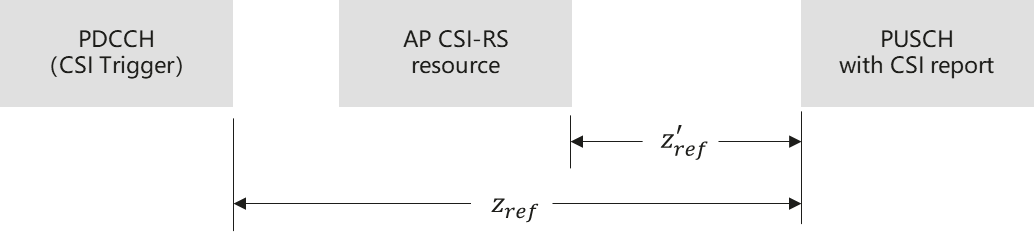 PDCCH
(CSI Trigger)
AP CSI-RS
resource
PUSCH
with CSI report
z'ref
zref